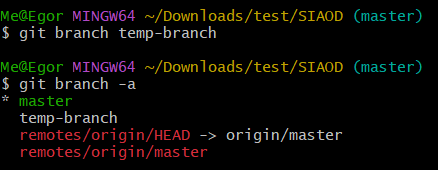 Me@Egor MINGW64 ~/Downloads/test/SIAOD (master)
$ git branch temp-branch
Me@Egor MINGW64 ~/Downloads/test/SIAOD (master)
$ git branch -a
* master
temp-branch
remotes/origin/HEAD -> origin/master
remotes/origin/master